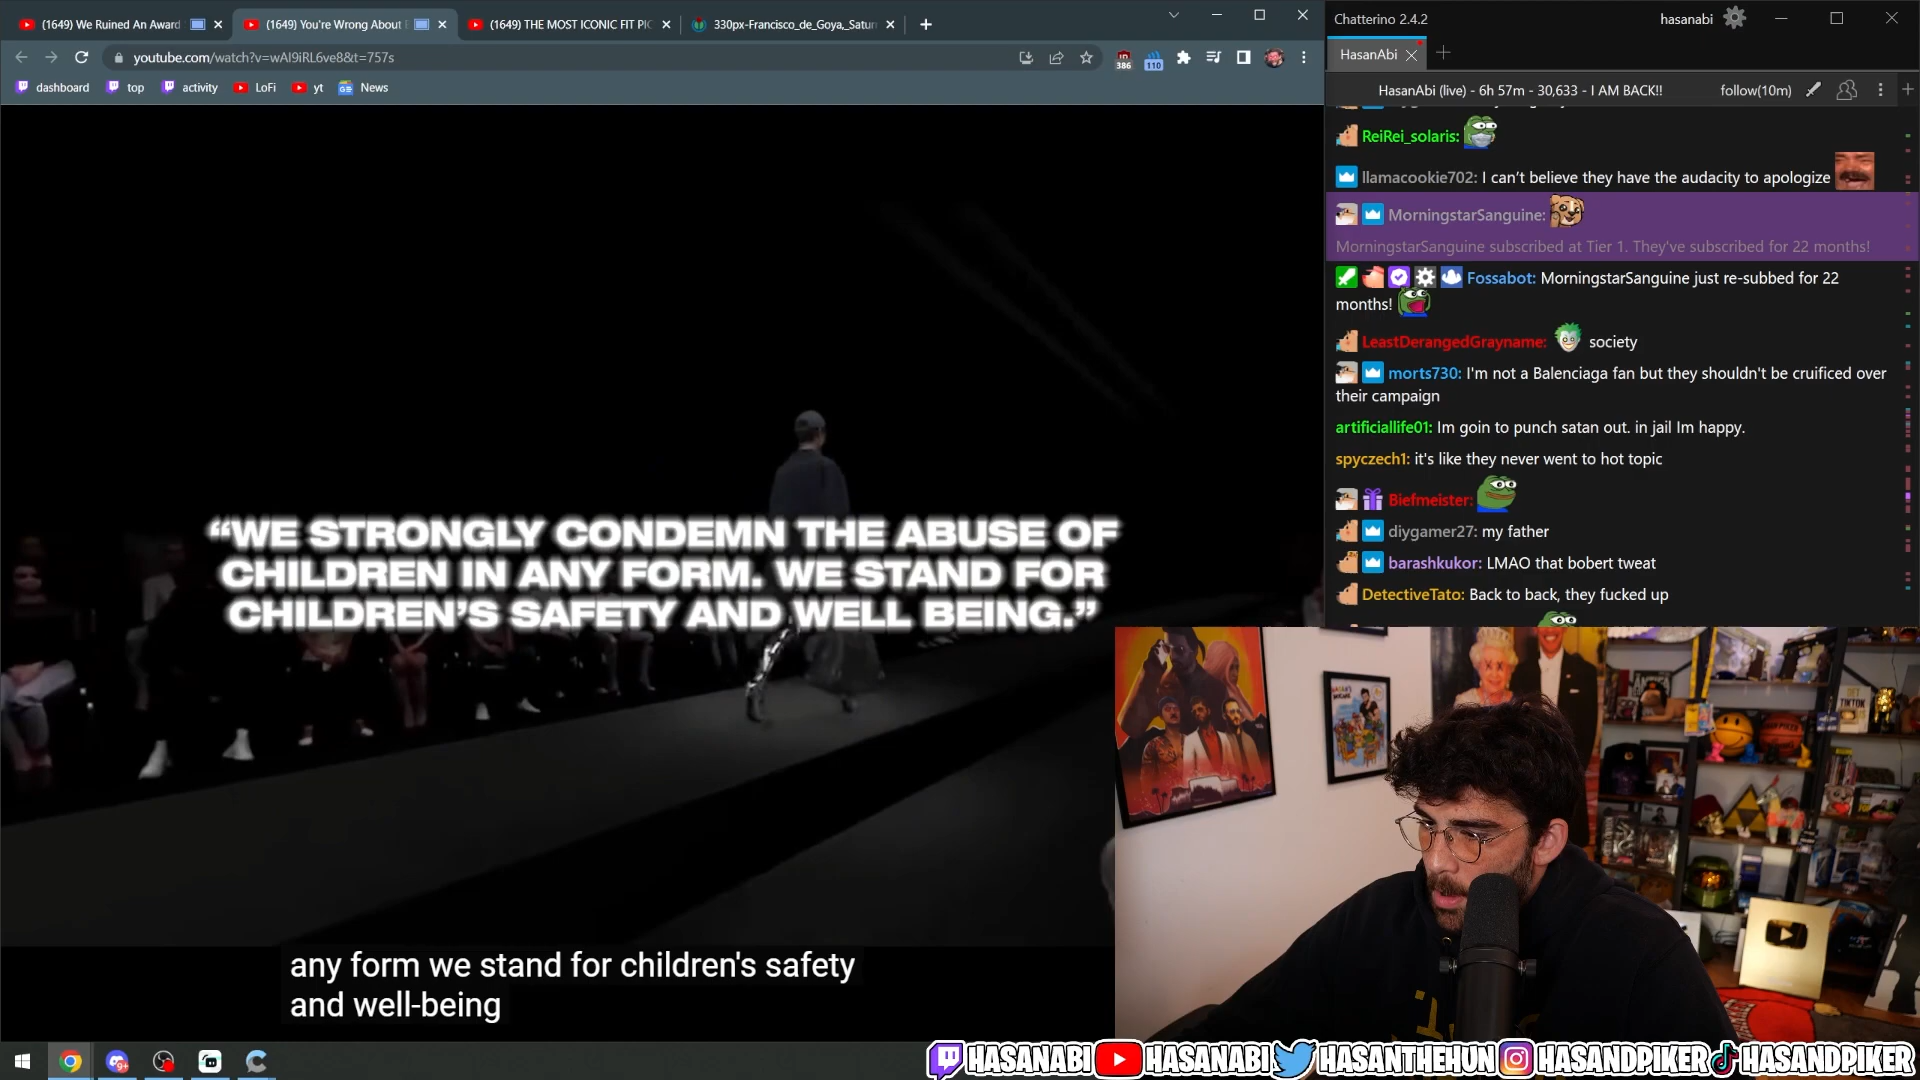 (1649) We Ruined An Award
(1649) You're Wrong About
(1649) THE MOST ICONIC FIT PIC
330px-Francisco_de_Goya,_Satur
youtube.com/watch?v=wAI9iRL6ve8&t=757s
386
110
dashboard
top
activity
LoFi
yt
News
"WE STRONGLY CONDEMN THE ABUSE OF
CHILDREN IN ANY FORM. WE STAND FOR
CHILDREN'S SAFETY AND WELL BEING."
any form we stand for children's safety
and well-being
Chatterino 2.4.2
hasanabi
HasanAbi
HasanAbi (live) - 6h 57m - 30,633 - I AM BACK!!
follow(10m)
ReiRei_solaris:
llamacookie702: I can't believe they have the audacity to apologize
MorningstarSanguine:
MorningstarSanguine subscribed at Tier 1. They've subscribed for 22 months!
Fossabot: MorningstarSanguine just re-subbed for 22
months!
LeastDerangedGrayname: society
morts730: I'm not a Balenciaga fan but they shouldn't be cruificed over
their campaign
artificiallife01: Im goin to punch satan out. in jail Im happy.
spyczech1: it's like they never went to hot topic
Biefmeister:
diygamer27: my father
barashkukor: LMAO that bobert tweat
DetectiveTato: Back to back, they fucked up
HASANABI
HASANABI
HASANTHEHUN
HASANDPIKER
HASANDPIKER